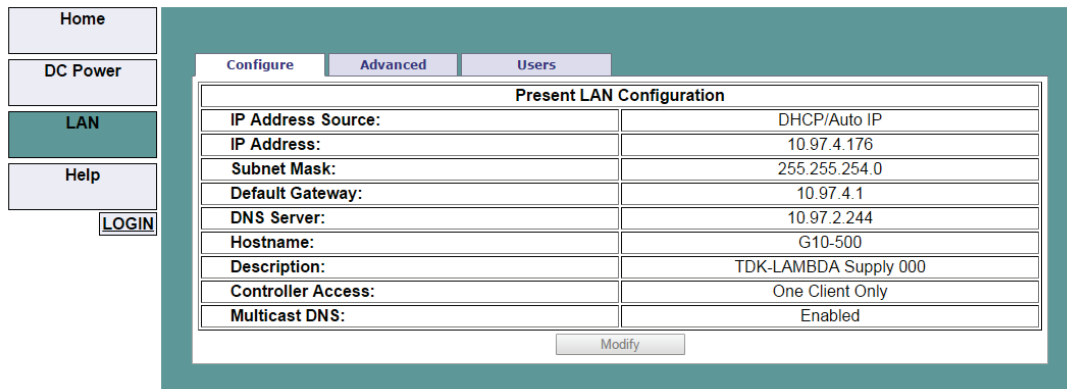 Home
DC Power
LAN
Help
LOGIN
Configure Advanced Users
Present LAN Configuration
IP Address Source: DHCP/Auto IP
IP Address: 10.97.4.176
Subnet Mask: 255.255.254.0
Default Gateway: 10.97.4.1
DNS Server: 10.97.2.244
Hostname: G10-500
Description: TDK-LAMBDA Supply 000
Controller Access: One Client Only
Multicast DNS: Enabled
Modify